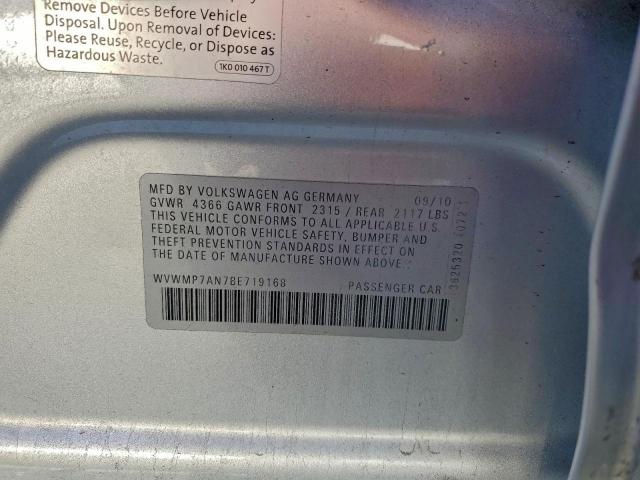 Remove Devices Before Vehicle
Disposal. Upon Removal of Devices:
Please Reuse, Recycle, or Dispose as
Hazardous Waste.
1K0 010 467 T
MFD BY VOLKSWAGEN AG GERMANY 09/10
GVWR 4366 GAWR FRONT 2315 / REAR 2117 LBS
THIS VEHICLE CONFORMS TO ALL APPLICABLE U.S.
FEDERAL MOTOR VEHICLE SAFETY, BUMPER AND
THEFT PREVENTION STANDARDS IN EFFECT ON
THE DATE OF MANUFACTURE SHOWN ABOVE.
WVWMP7AN7BE719168 PASSENGER CAR